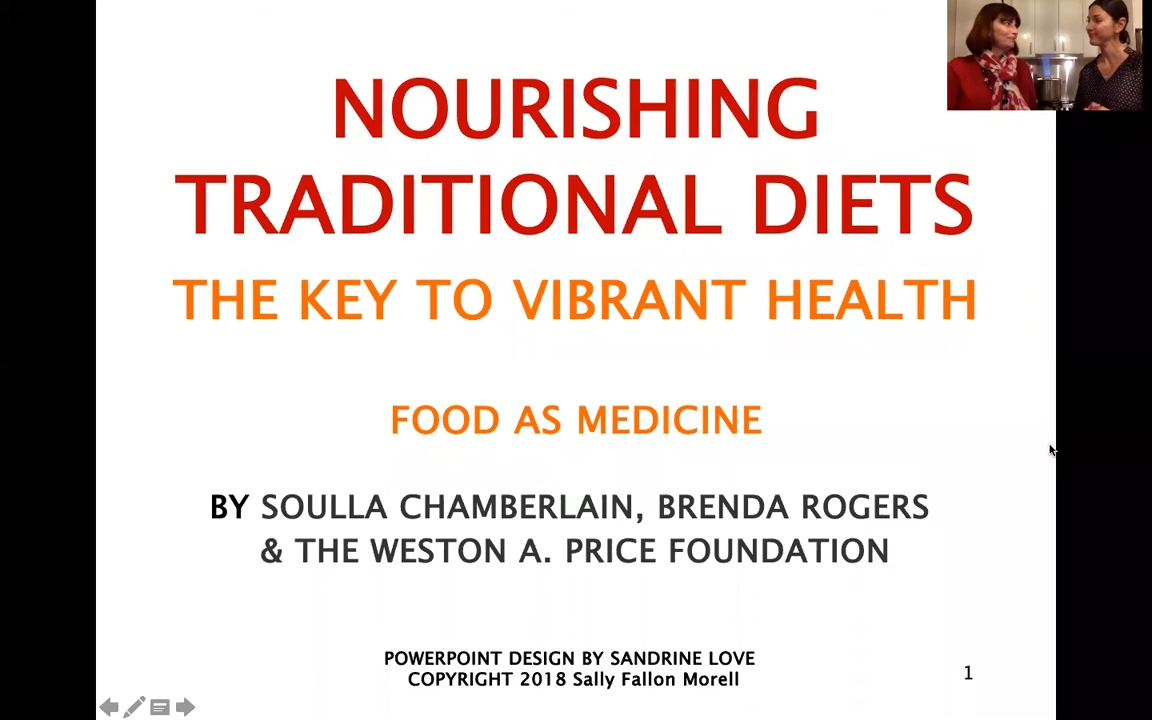 NOURISHING
TRADITIONAL DIETS
THE KEY TO VIBRANT HEALTH
FOOD AS MEDICINE
BY SOULLA CHAMBERLAIN, BRENDA ROGERS
& THE WESTON A. PRICE FOUNDATION
POWERPOINT DESIGN BY SANDRINE LOVE
COPYRIGHT 2018 Sally Fallon Morell
1